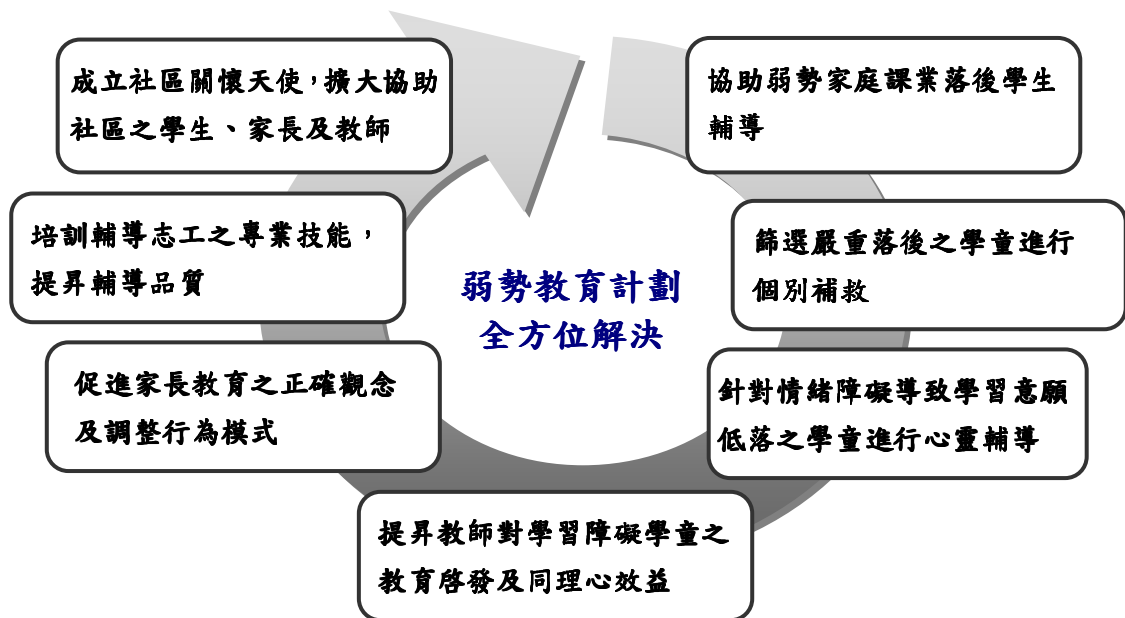 成立社區關懷天使，擴大協助
社區之學生、家長及教師
協助弱勢家庭課業落後學生
輔導
培訓輔導志工之專業技能，
提昇輔導品質
篩選嚴重落後之學童進行
個別補救
弱勢教育計劃
全方位解決
促進家長教育之正確觀念
及調整行為模式
針對情緒障礙導致學習意願
低落之學童進行心靈輔導
提昇教師對學習障礙學童之
教育啓發及同理心效益